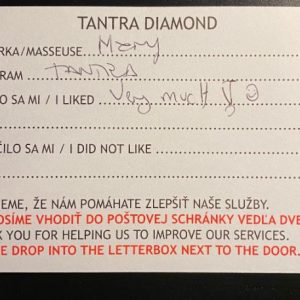 TANTRA DIAMOND
RKA/MASSEUSE Mery
RAM TANTRA
O SA MI / I LIKED Very much !
ČILO SA MI / I DID NOT LIKE
EME, ŽE NÁM POMÁHATE ZLEPŠIŤ NAŠE SLUŽBY.
OSÍME VHODIŤ DO POŠTOVEJ SCHRÁNKY VEDĽA DVE
K YOU FOR HELPING US TO IMPROVE OUR SERVICES.
E DROP INTO THE LETTERBOX NEXT TO THE DOOR.